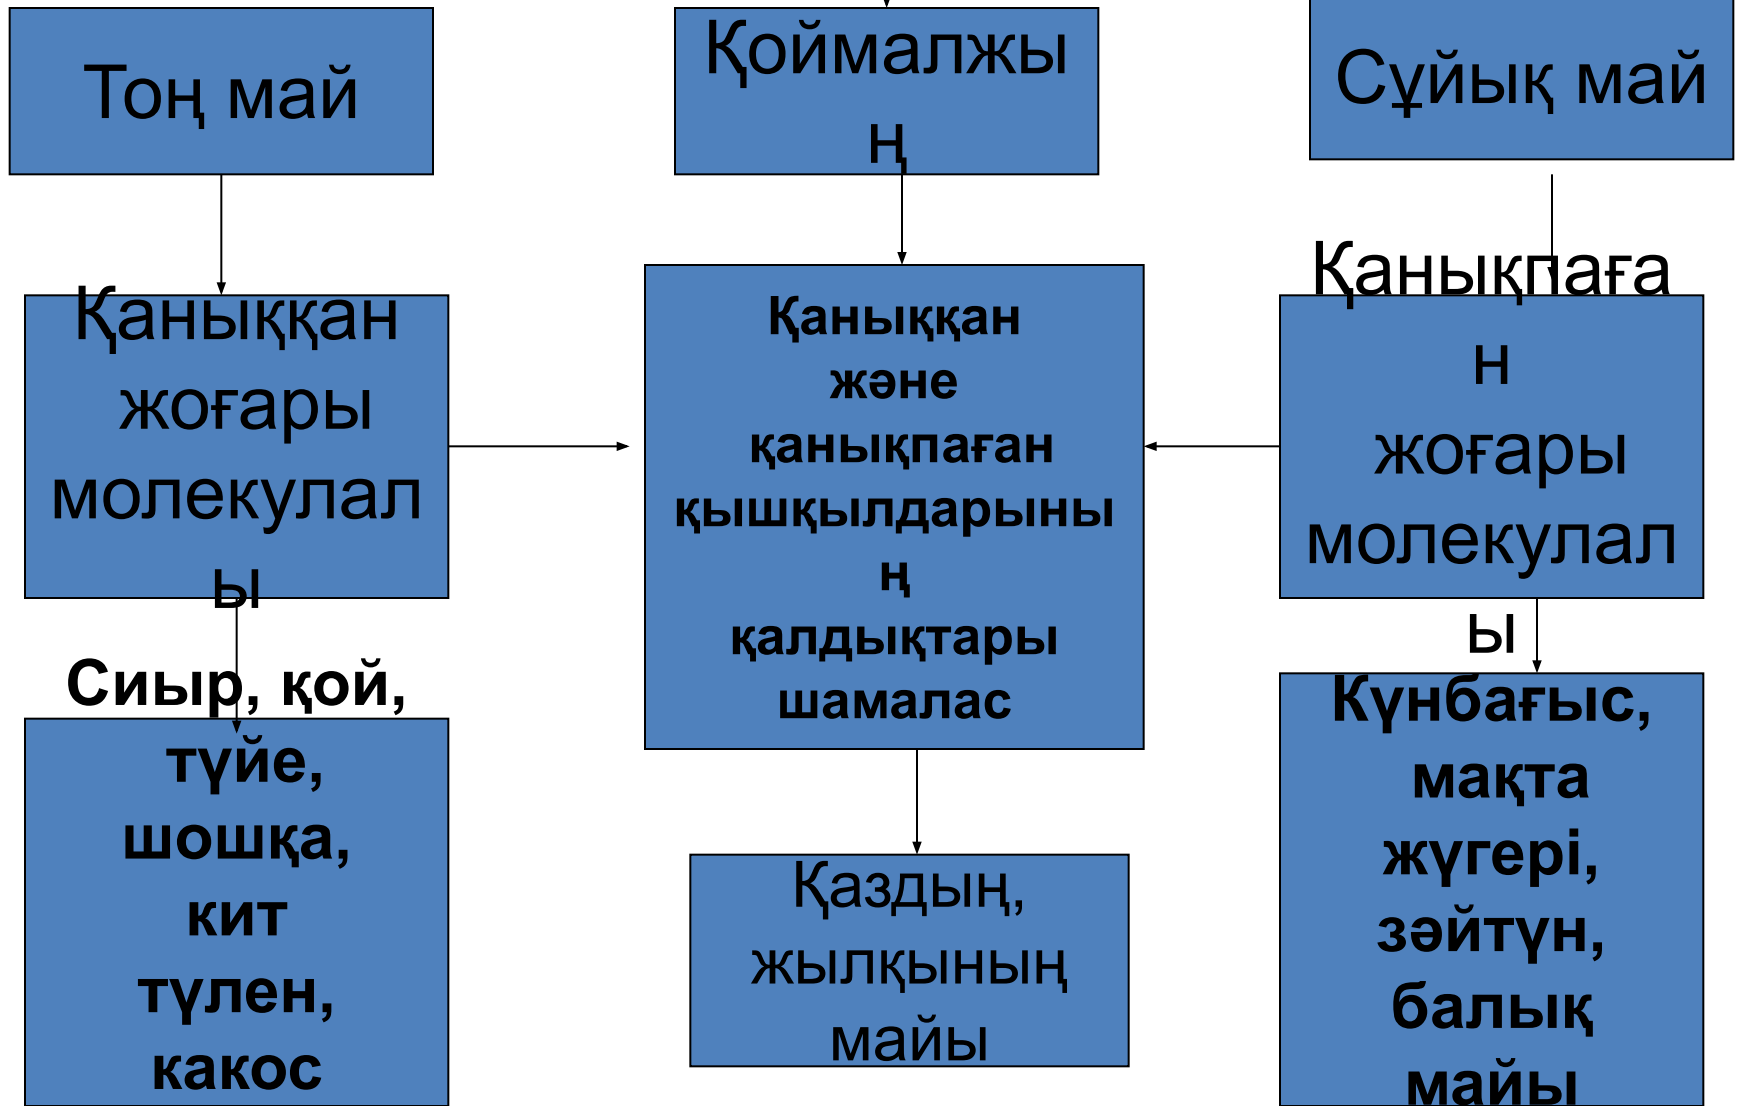 Тоң май
Қоймалжы
ң
Сұйық май
Қаныққан
жоғары
молекулал
ы
Қаныққан
және
қанықпаған
қышқылдарыны
ң
қалдықтары
шамалас
Қанықпаға
н
жоғары
молекулал
ы
Сиыр, қой,
түйе,
шошқа,
кит
түлен,
какос
Қаздың,
жылқының
майы
Күнбағыс,
мақта
жүгері,
зәйтүн,
балық
майы